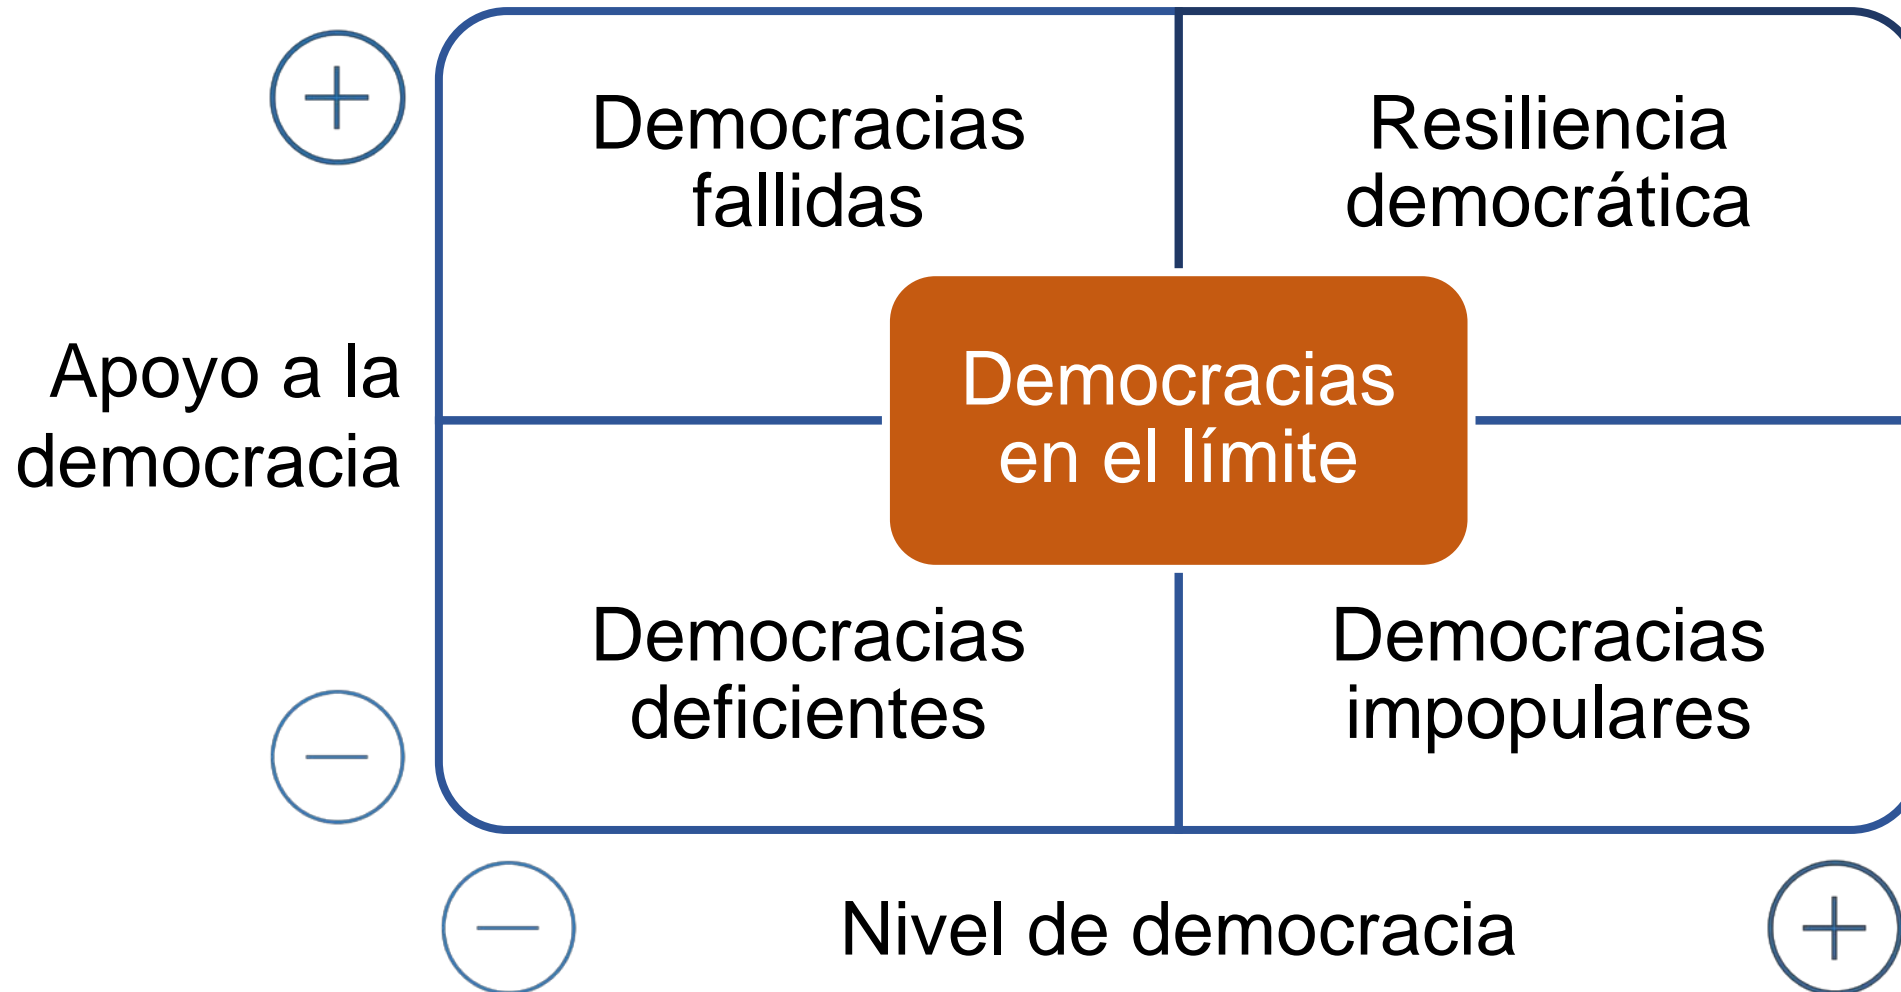 Democracias
fallidas
Resiliencia
democrática
Apoyo a la
democracia
Democracias
en el límite
Democracias
deficientes
Democracias
impopulares
Nivel de democracia